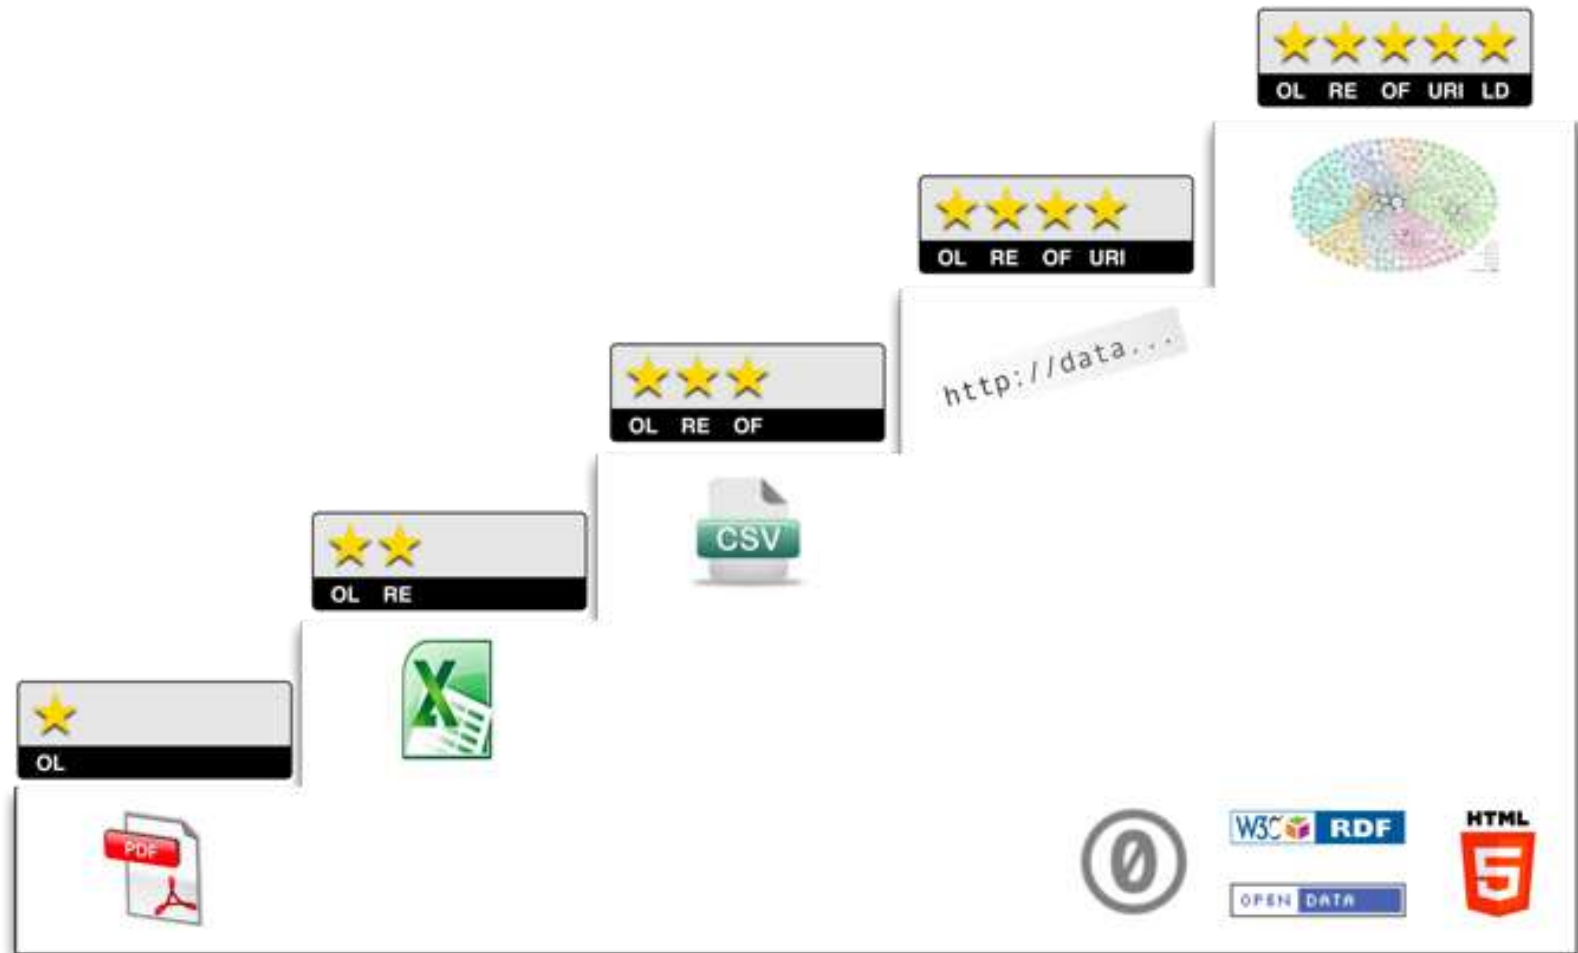 OL RE OF URI LD
OL RE OF URI
http://data...
OL RE OF
CSV
OL RE
X
OL
PDF
0
W3C RDF
HTML
5
OPEN DATA